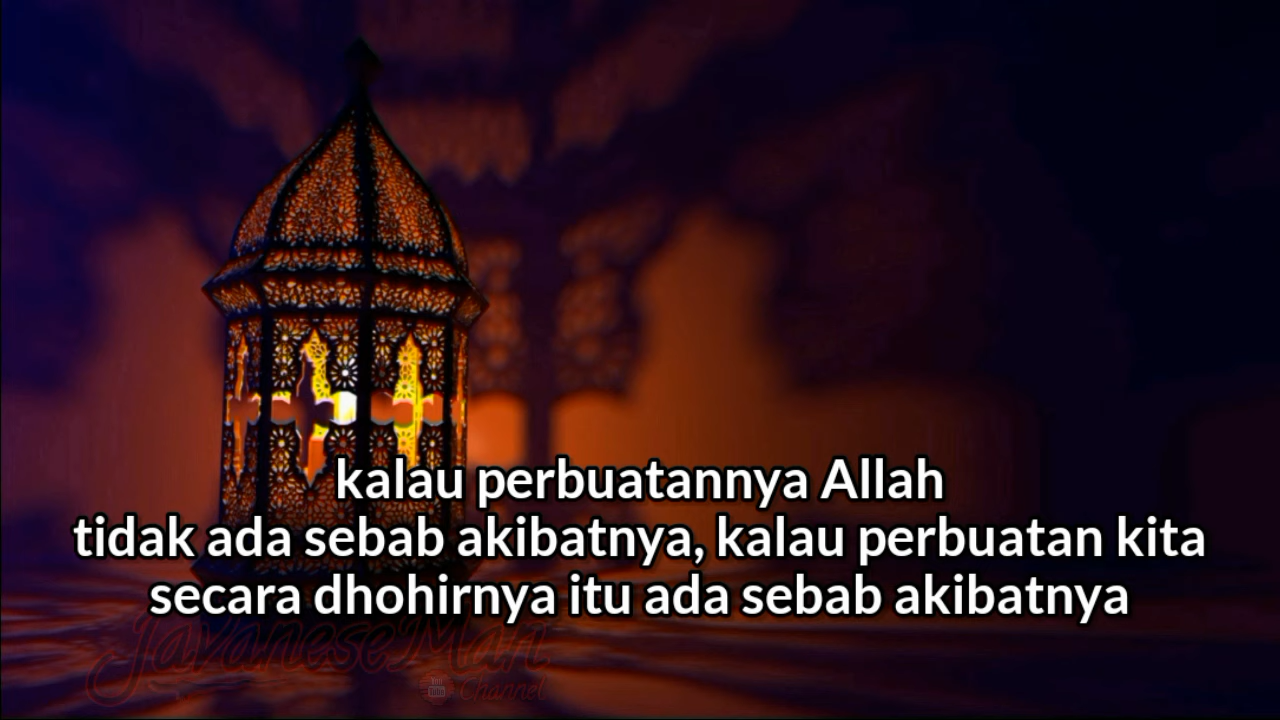 kalau perbuatannya Allah
tidak ada sebab akibatnya, kalau perbuatan kita
secara dhohirnya itu ada sebab akibatnya
JavaneseMan
Channel